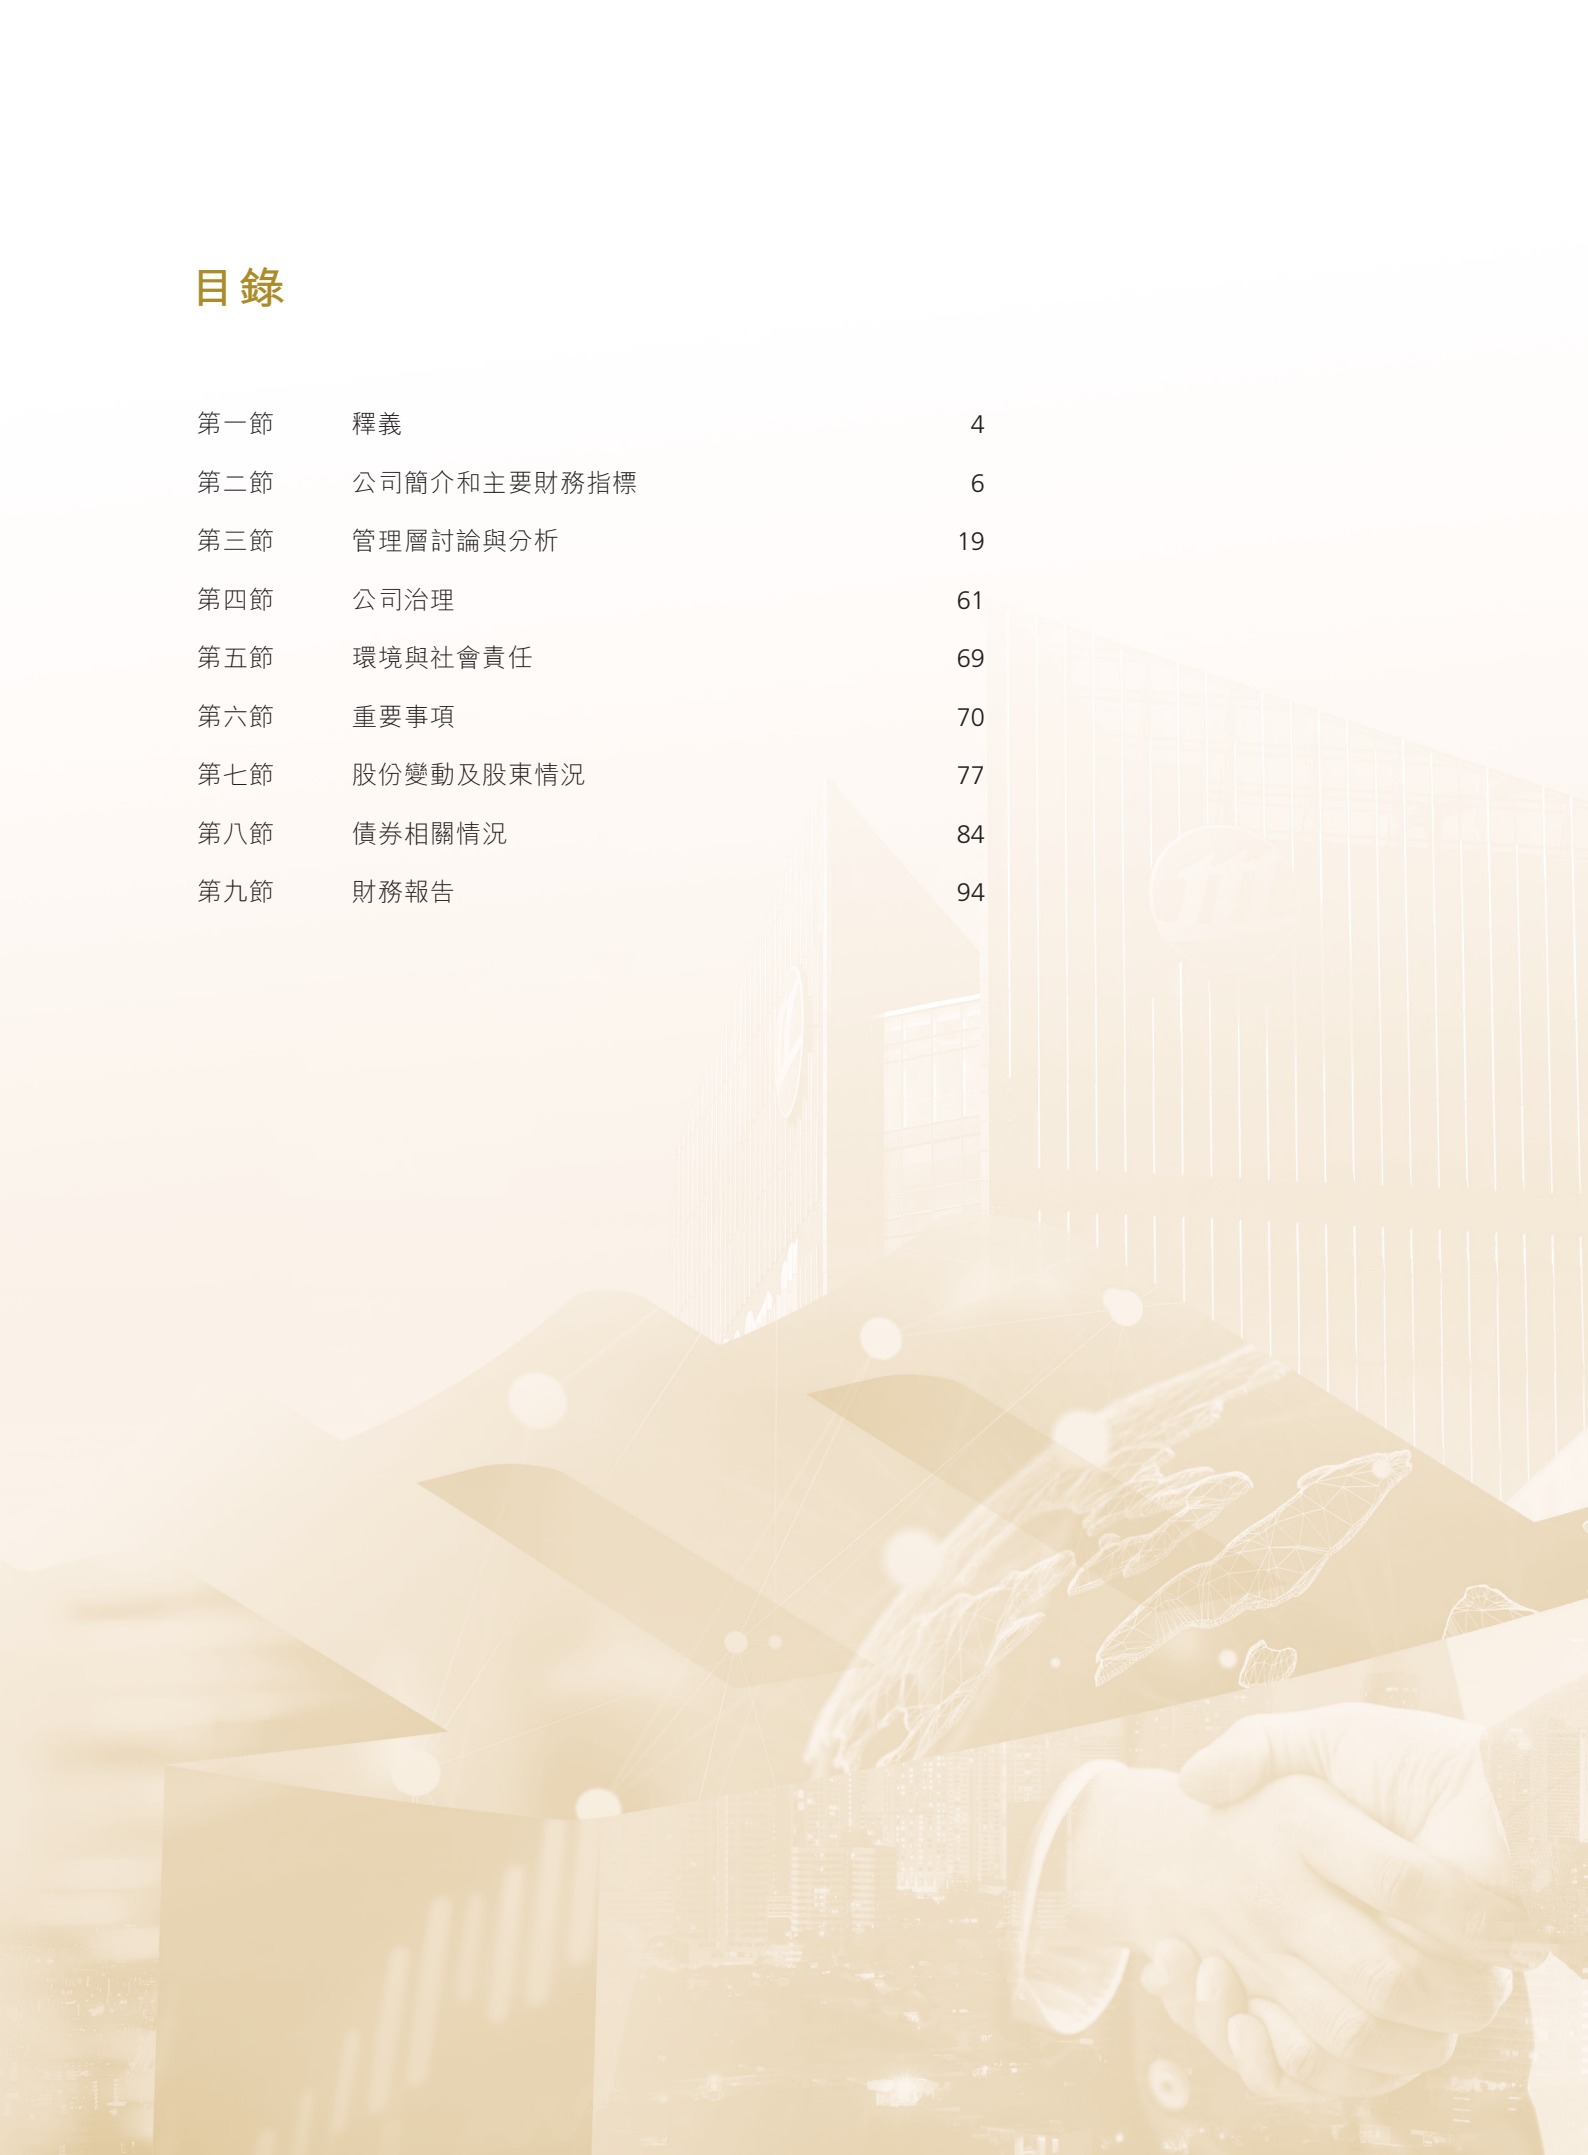 目錄
第一節 釋義 4
第二節 公司簡介和主要財務指標 6
第三節 管理層討論與分析 19
第四節 公司治理 61
第五節 環境與社會責任 69
第六節 重要事項 70
第七節 股份變動及股東情況 77
第八節 債券相關情況 84
第九節 財務報告 94